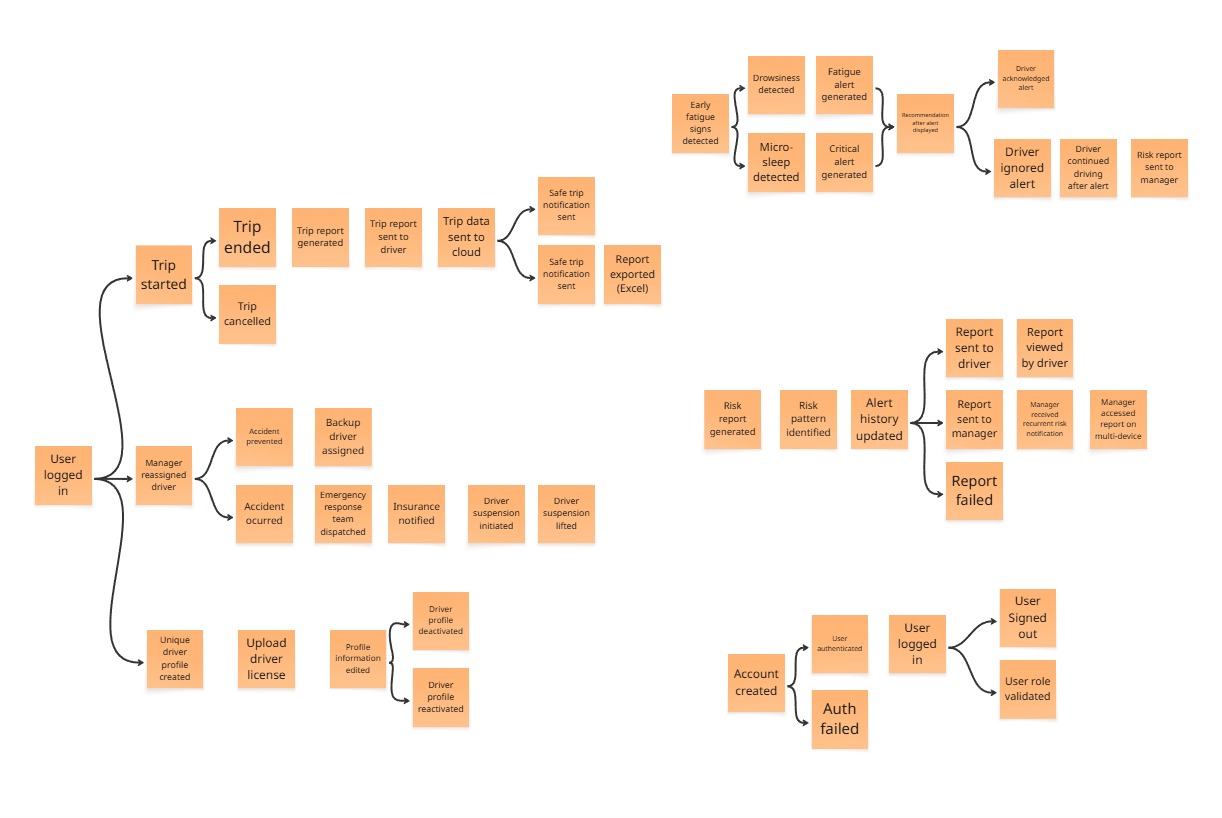 Early
fatigue
signs
detected
Drowsiness
detected
Fatigue
alert
generated
Micro-
sleep
detected
Critical
alert
generated
Recommendation
after alert
displayed
Driver
acknowledged
alert
Driver
ignored
alert
Driver
continued
driving
after alert
Risk report
sent to
manager
User
logged
in
Trip
started
Trip
ended
Trip report
generated
Trip report
sent to
driver
Trip data
sent to
cloud
Safe trip
notification
sent
Safe trip
notification
sent
Report
exported
(Excel)
Trip
cancelled
Manager
reassigned
driver
Accident
prevented
Backup
driver
assigned
Accident
ocurred
Emergency
response
team
dispatched
Insurance
notified
Driver
suspension
initiated
Driver
suspension
lifted
Unique
driver
profile
created
Upload
driver
license
Profile
information
edited
Driver
profile
deactivated
Driver
profile
reactivated
Risk
report
generated
Risk
pattern
identified
Alert
history
updated
Report
sent to
driver
Report
viewed
by driver
Report
sent to
manager
Manager
received
recurrent risk
notification
Manager
accessed
report on
multi-device
Report
failed
Account
created
User
authenticated
Auth
failed
User
logged
in
User
Signed
out
User role
validated